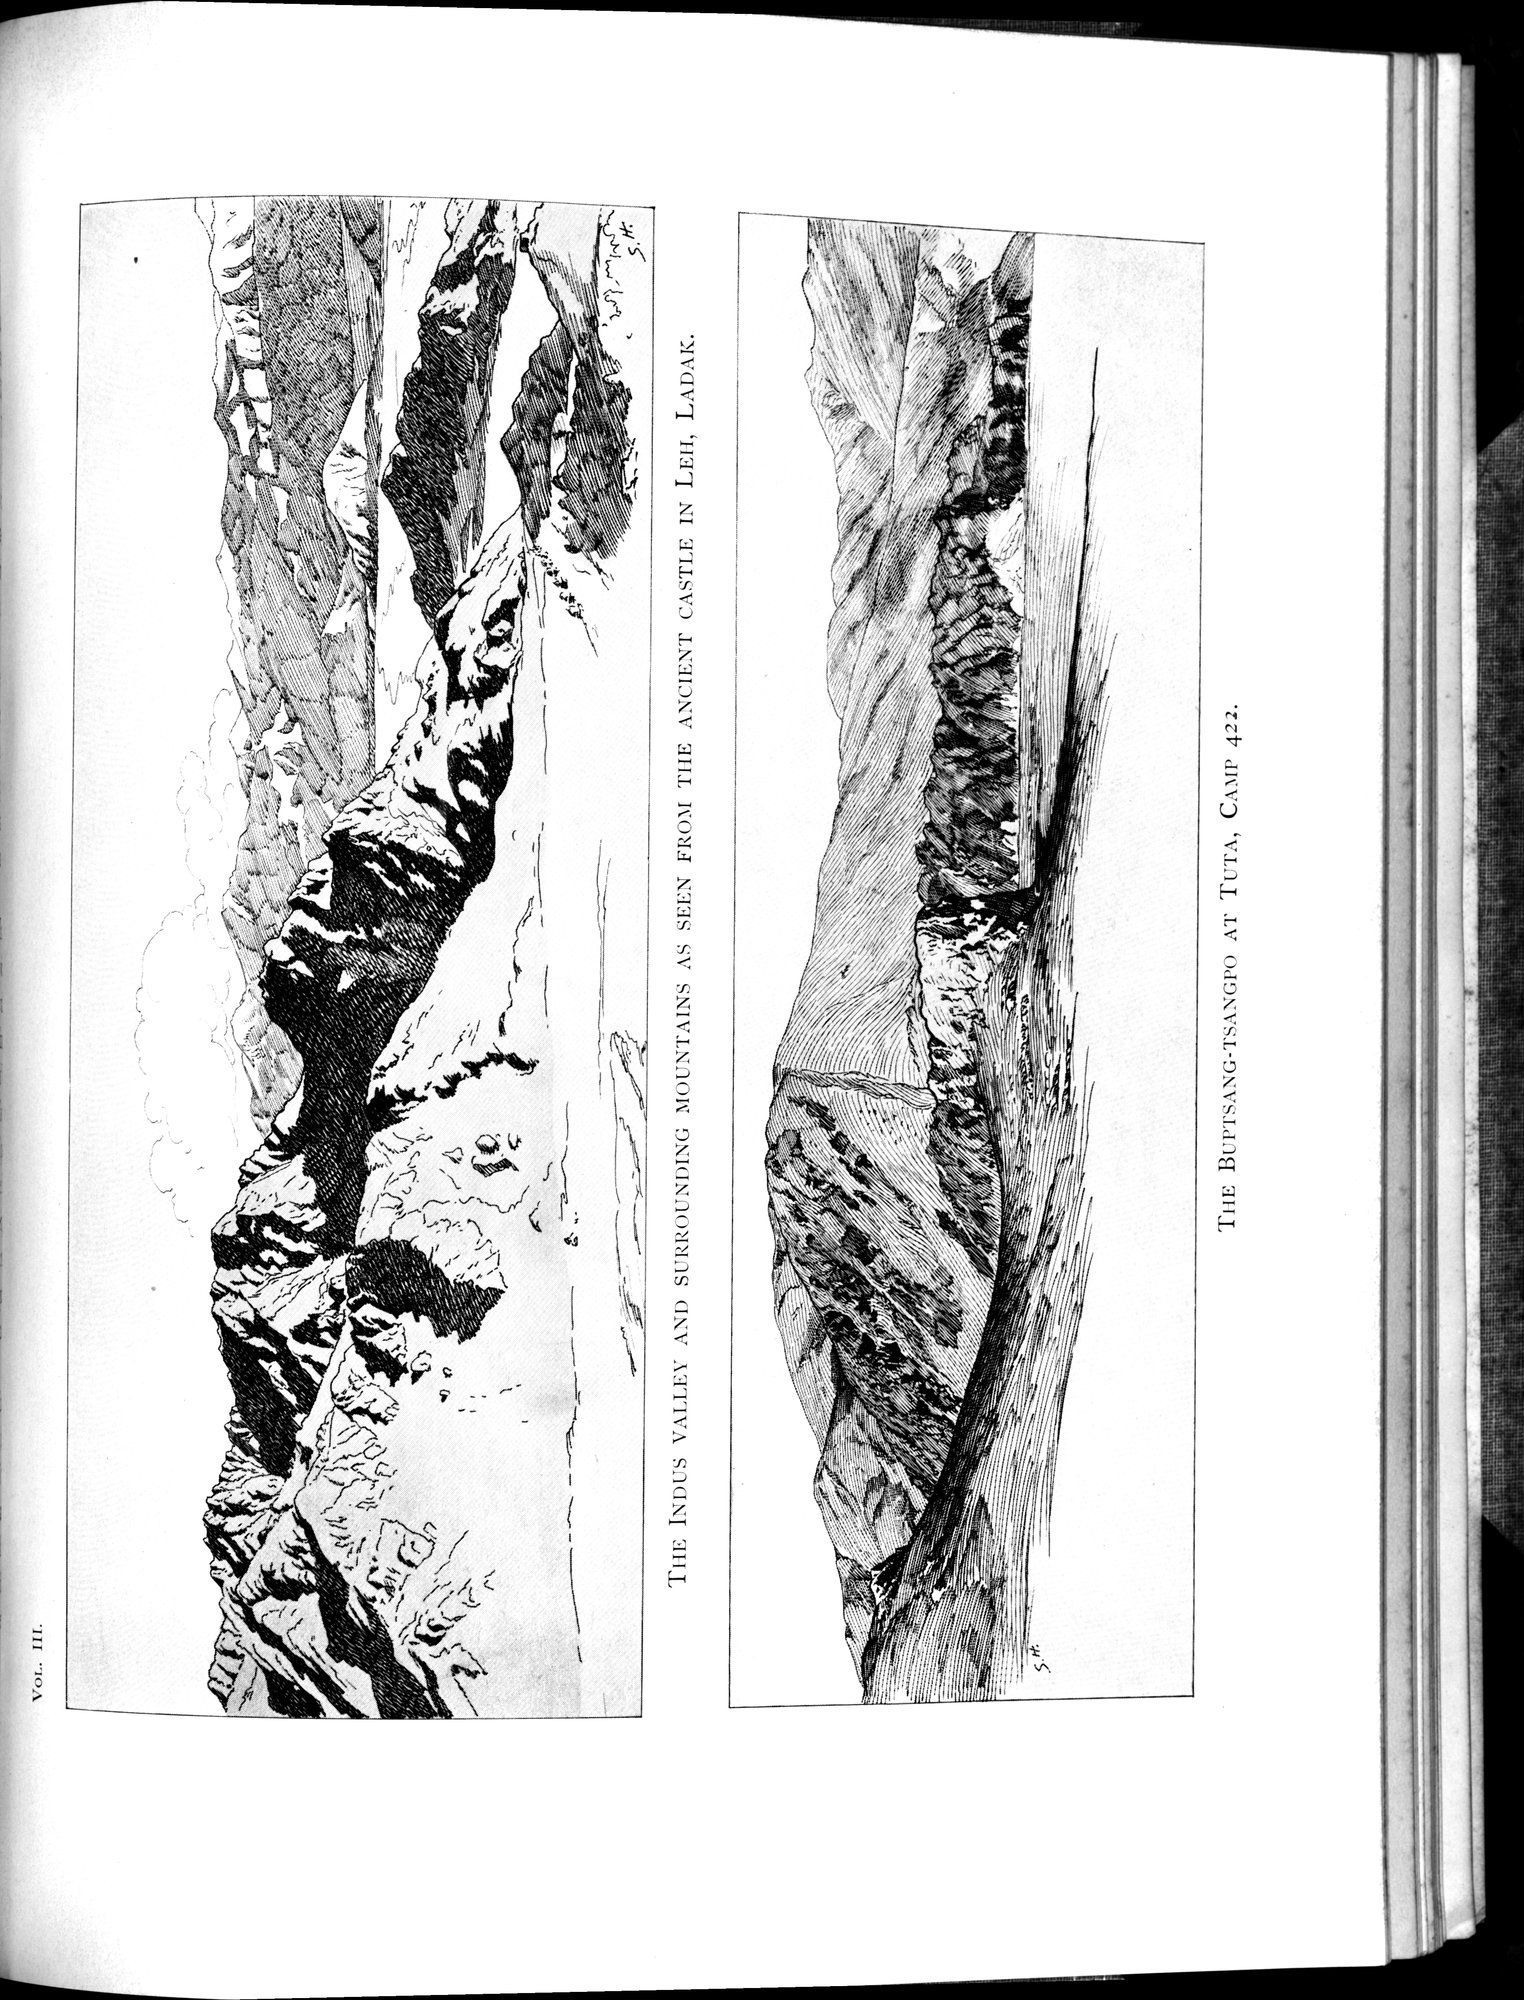 VOL. III.
S. H.
THE INDUS VALLEY AND SURROUNDING MOUNTAINS AS SEEN FROM THE ANCIENT CASTLE IN LEH, LADAK.
S. H.
THE BUPTSANG-TSANGPO AT TUTA, CAMP 422.